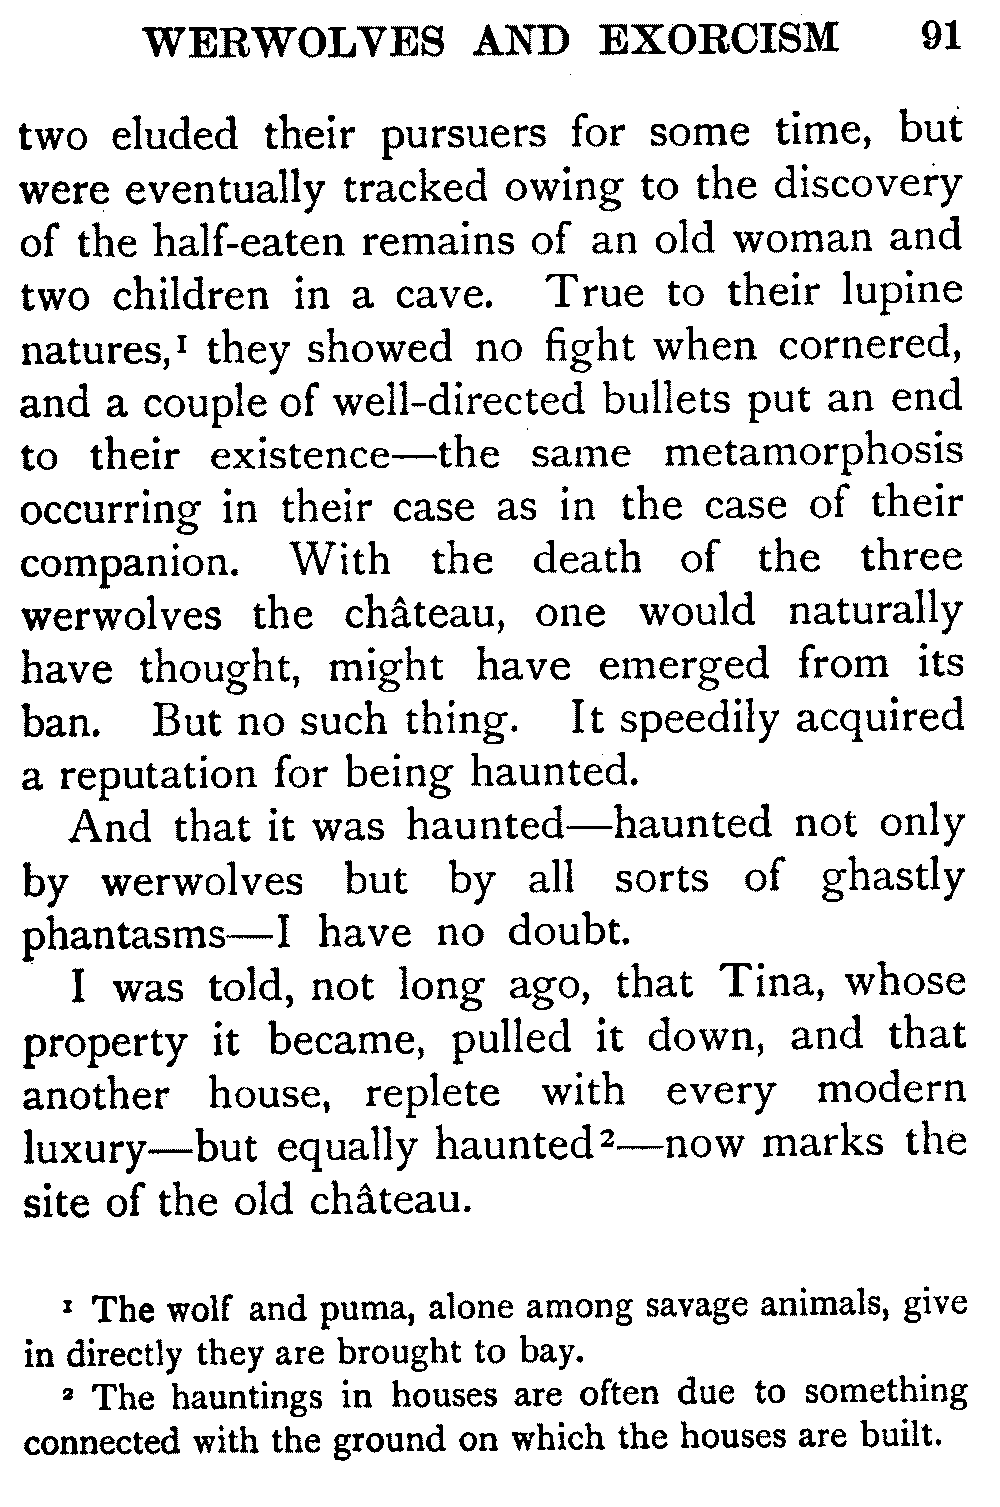 WERWOLVES AND EXORCISM 91
two eluded their pursuers for some time, but
were eventually tracked owing to the discovery
of the half-eaten remains of an old woman and
two children in a cave. True to their lupine
natures,¹ they showed no fight when cornered,
and a couple of well-directed bullets put an end
to their existence—the same metamorphosis
occurring in their case as in the case of their
companion. With the death of the three
werwolves the château, one would naturally
have thought, might have emerged from its
ban. But no such thing. It speedily acquired
a reputation for being haunted.
And that it was haunted—haunted not only
by werwolves but by all sorts of ghastly
phantasms—I have no doubt.
I was told, not long ago, that Tina, whose
property it became, pulled it down, and that
another house, replete with every modern
luxury—but equally haunted²—now marks the
site of the old château.
¹ The wolf and puma, alone among savage animals, give
in directly they are brought to bay.
² The hauntings in houses are often due to something
connected with the ground on which the houses are built.